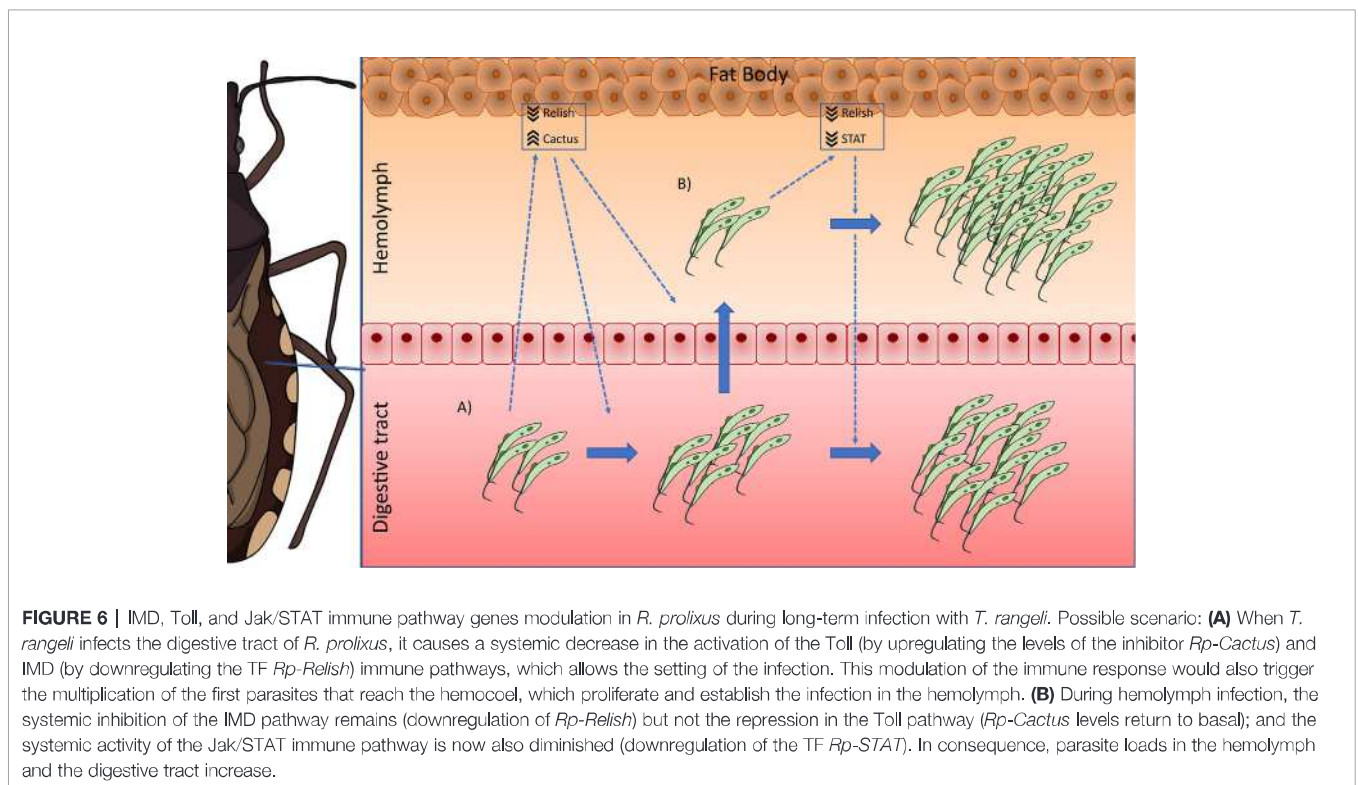 Fat Body
Relish
Cactus
Relish
STAT
Hemolymph
B)
A)
Digestive tract
FIGURE 6 | IMD, Toll, and Jak/STAT immune pathway genes modulation in R. prolixus during long-term infection with T. rangeli. Possible scenario: (A) When T.
rangeli infects the digestive tract of R. prolixus, it causes a systemic decrease in the activation of the Toll (by upregulating the levels of the inhibitor Rp-Cactus) and
IMD (by downregulating the TF Rp-Relish) immune pathways, which allows the setting of the infection. This modulation of the immune response would also trigger
the multiplication of the first parasites that reach the hemocoel, which proliferate and establish the infection in the hemolymph. (B) During hemolymph infection, the
systemic inhibition of the IMD pathway remains (downregulation of Rp-Relish) but not the repression in the Toll pathway (Rp-Cactus levels return to basal); and the
systemic activity of the Jak/STAT immune pathway is now also diminished (downregulation of the TF Rp-STAT). In consequence, parasite loads in the hemolymph
and the digestive tract increase.